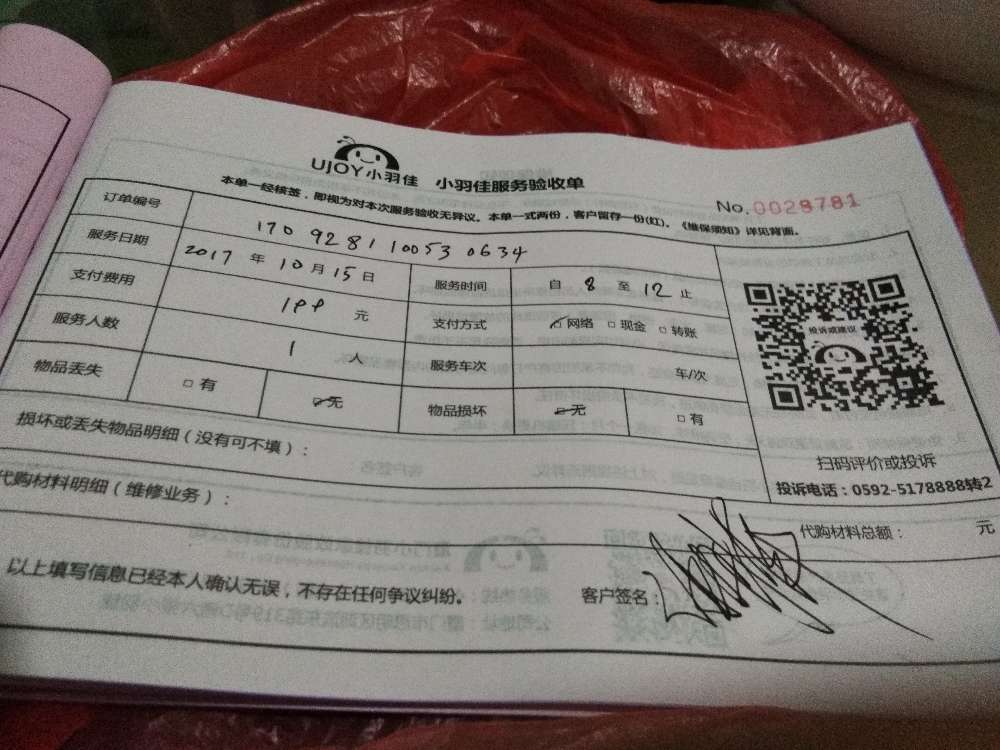 UJOY小羽佳 小羽佳服务验收单
No.0028781
本单一经核签，即视为对本次服务验收无异议。本单一式两份，客户留存一份(红)。《维保须知》详见背面。
订单编号 170928110053 0634
服务日期 2017 年 10 月 15 日 服务时间 自 8 至 12 止
支付费用 199 元 支付方式 ☑网络 □现金 □转账
服务人数 1 人 服务车次 车/次
物品丢失 □有 ☑无 物品损坏 ☑无 □有
投诉或建议
扫码评价或投诉
投诉电话：0592-5178888转2
损坏或丢失物品明细（没有可不填）：
代购材料明细（维修业务）：
代购材料总额： 元
以上填写信息已经本人确认无误，不存在任何争议纠纷。 客户签名：